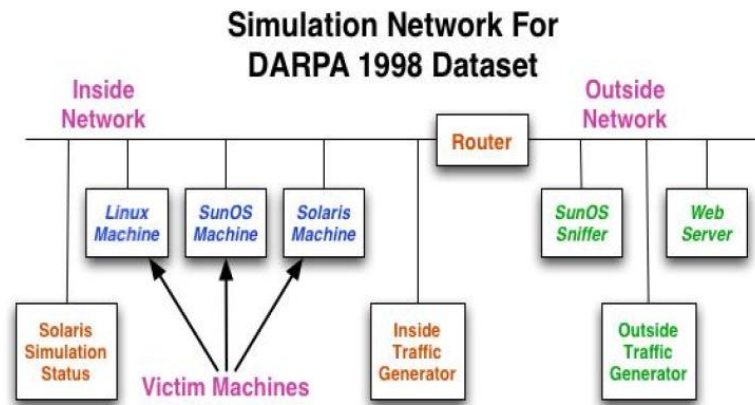 Simulation Network For
DARPA 1998 Dataset
Inside
Network
Outside
Network
Router
Linux
Machine
SunOS
Machine
Solaris
Machine
SunOS
Sniffer
Web
Server
Solaris
Simulation
Status
Inside
Traffic
Generator
Outside
Traffic
Generator
Victim Machines